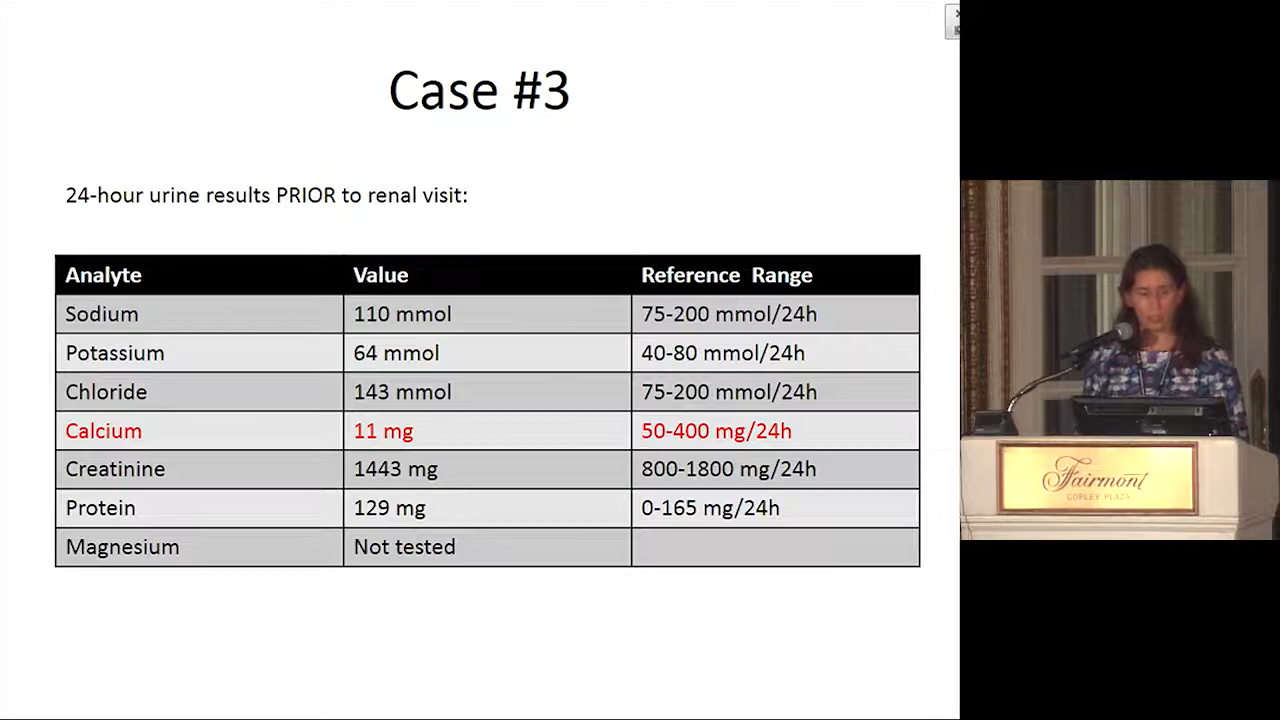 Case #3
24-hour urine results PRIOR to renal visit:
Analyte Value Reference Range
Sodium 110 mmol 75-200 mmol/24h
Potassium 64 mmol 40-80 mmol/24h
Chloride 143 mmol 75-200 mmol/24h
Calcium 11 mg 50-400 mg/24h
Creatinine 1443 mg 800-1800 mg/24h
Protein 129 mg 0-165 mg/24h
Magnesium Not tested
Fairmont
COPLEY PLAZA